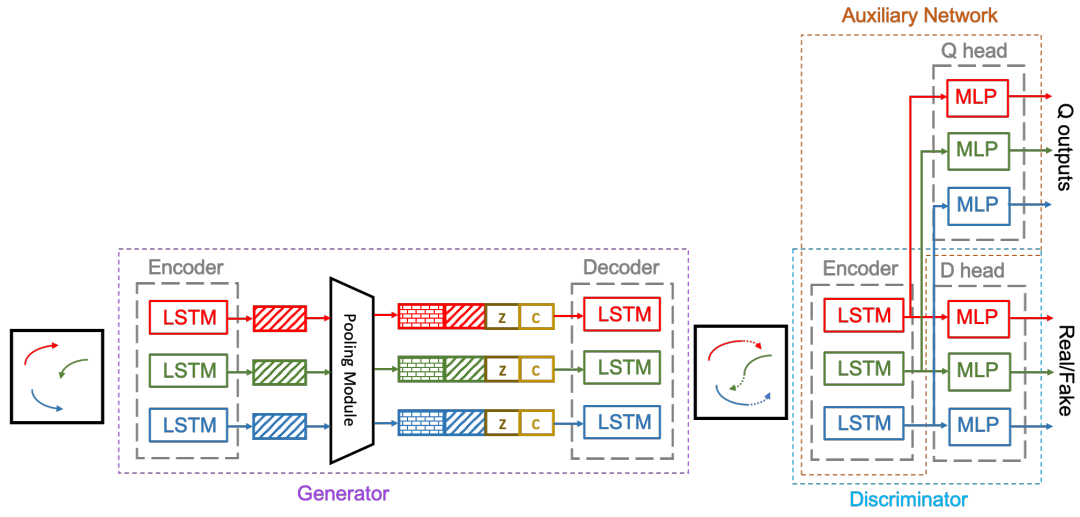 Auxiliary Network
Q head
MLP
MLP
MLP
Q outputs
Encoder
LSTM
LSTM
LSTM
Pooling Module
z c
z c
z c
Decoder
LSTM
LSTM
LSTM
Generator
Encoder
LSTM
LSTM
LSTM
D head
MLP
MLP
MLP
Real/Fake
Discriminator